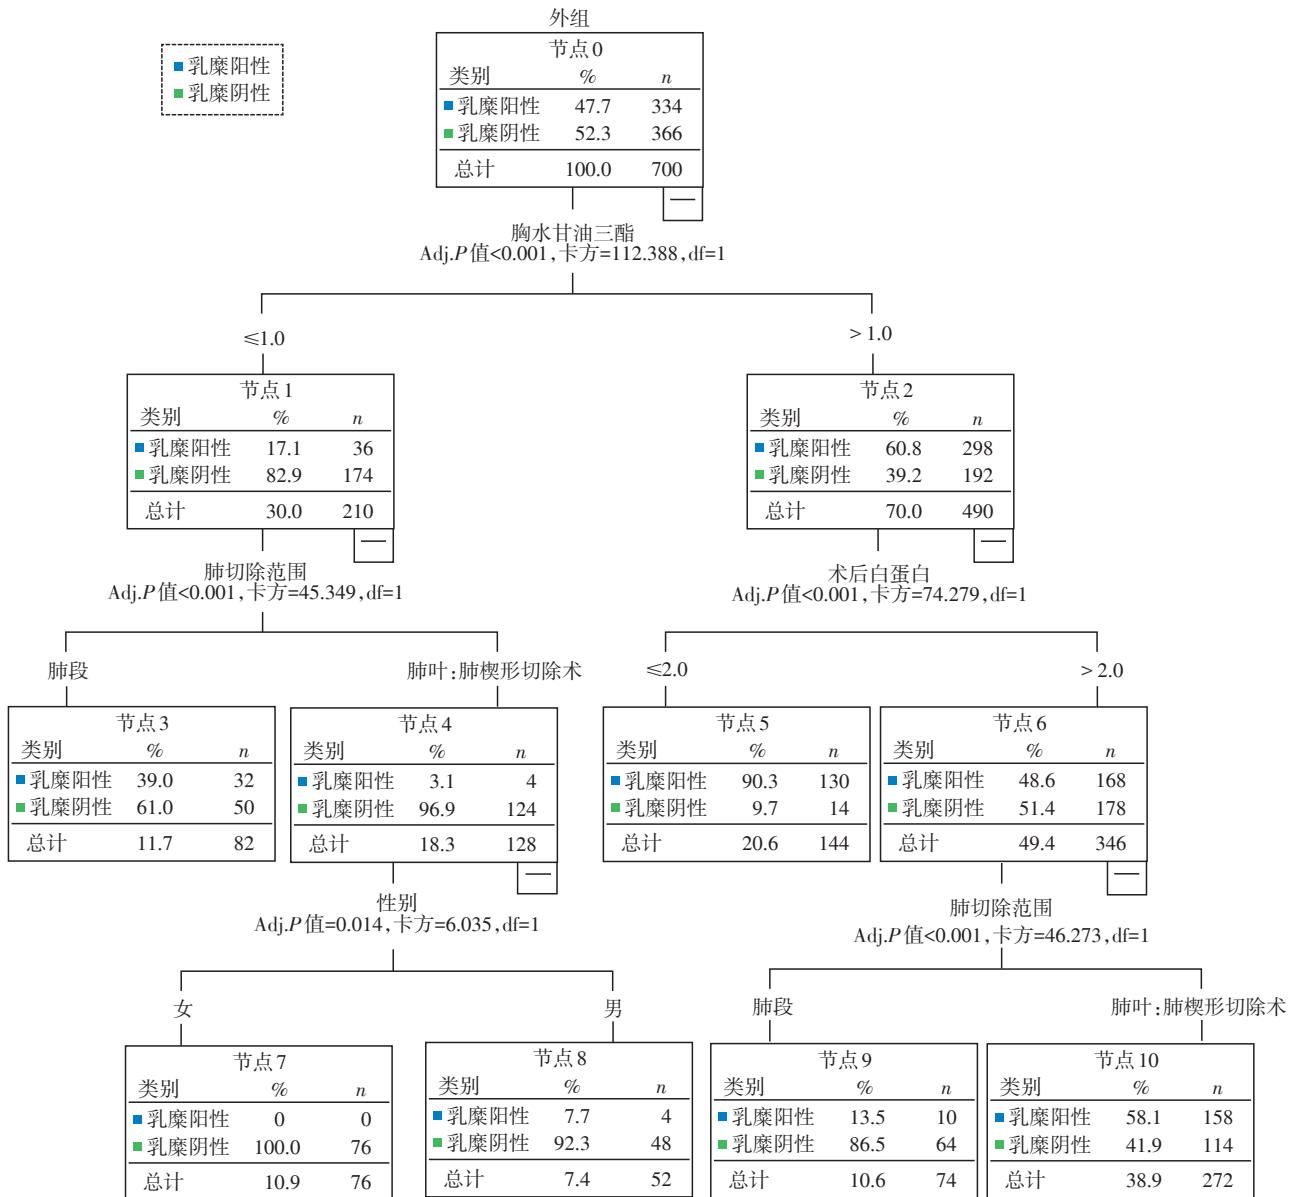 外组
乳糜阳性
乳糜阴性
节点0
类别 % n
乳糜阳性 47.7 334
乳糜阴性 52.3 366
总计 100.0 700
胸水甘油三酯
Adj.P值<0.001,卡方=112.388,df=1
≤1.0
>1.0
节点1
类别 % n
乳糜阳性 17.1 36
乳糜阴性 82.9 174
总计 30.0 210
节点2
类别 % n
乳糜阳性 60.8 298
乳糜阴性 39.2 192
总计 70.0 490
肺切除范围
Adj.P值<0.001,卡方=45.349,df=1
术后白蛋白
Adj.P值<0.001,卡方=74.279,df=1
肺段
肺叶:肺楔形切除术
≤2.0
>2.0
节点3
类别 % n
乳糜阳性 39.0 32
乳糜阴性 61.0 50
总计 11.7 82
节点4
类别 % n
乳糜阳性 3.1 4
乳糜阴性 96.9 124
总计 18.3 128
节点5
类别 % n
乳糜阳性 90.3 130
乳糜阴性 9.7 14
总计 20.6 144
节点6
类别 % n
乳糜阳性 48.6 168
乳糜阴性 51.4 178
总计 49.4 346
性别
Adj.P值=0.014,卡方=6.035,df=1
肺切除范围
Adj.P值<0.001,卡方=46.273,df=1
女
男
肺段
肺叶:肺楔形切除术
节点7
类别 % n
乳糜阳性 0 0
乳糜阴性 100.0 76
总计 10.9 76
节点8
类别 % n
乳糜阳性 7.7 4
乳糜阴性 92.3 48
总计 7.4 52
节点9
类别 % n
乳糜阳性 13.5 10
乳糜阴性 86.5 64
总计 10.6 74
节点10
类别 % n
乳糜阳性 58.1 158
乳糜阴性 41.9 114
总计 38.9 272